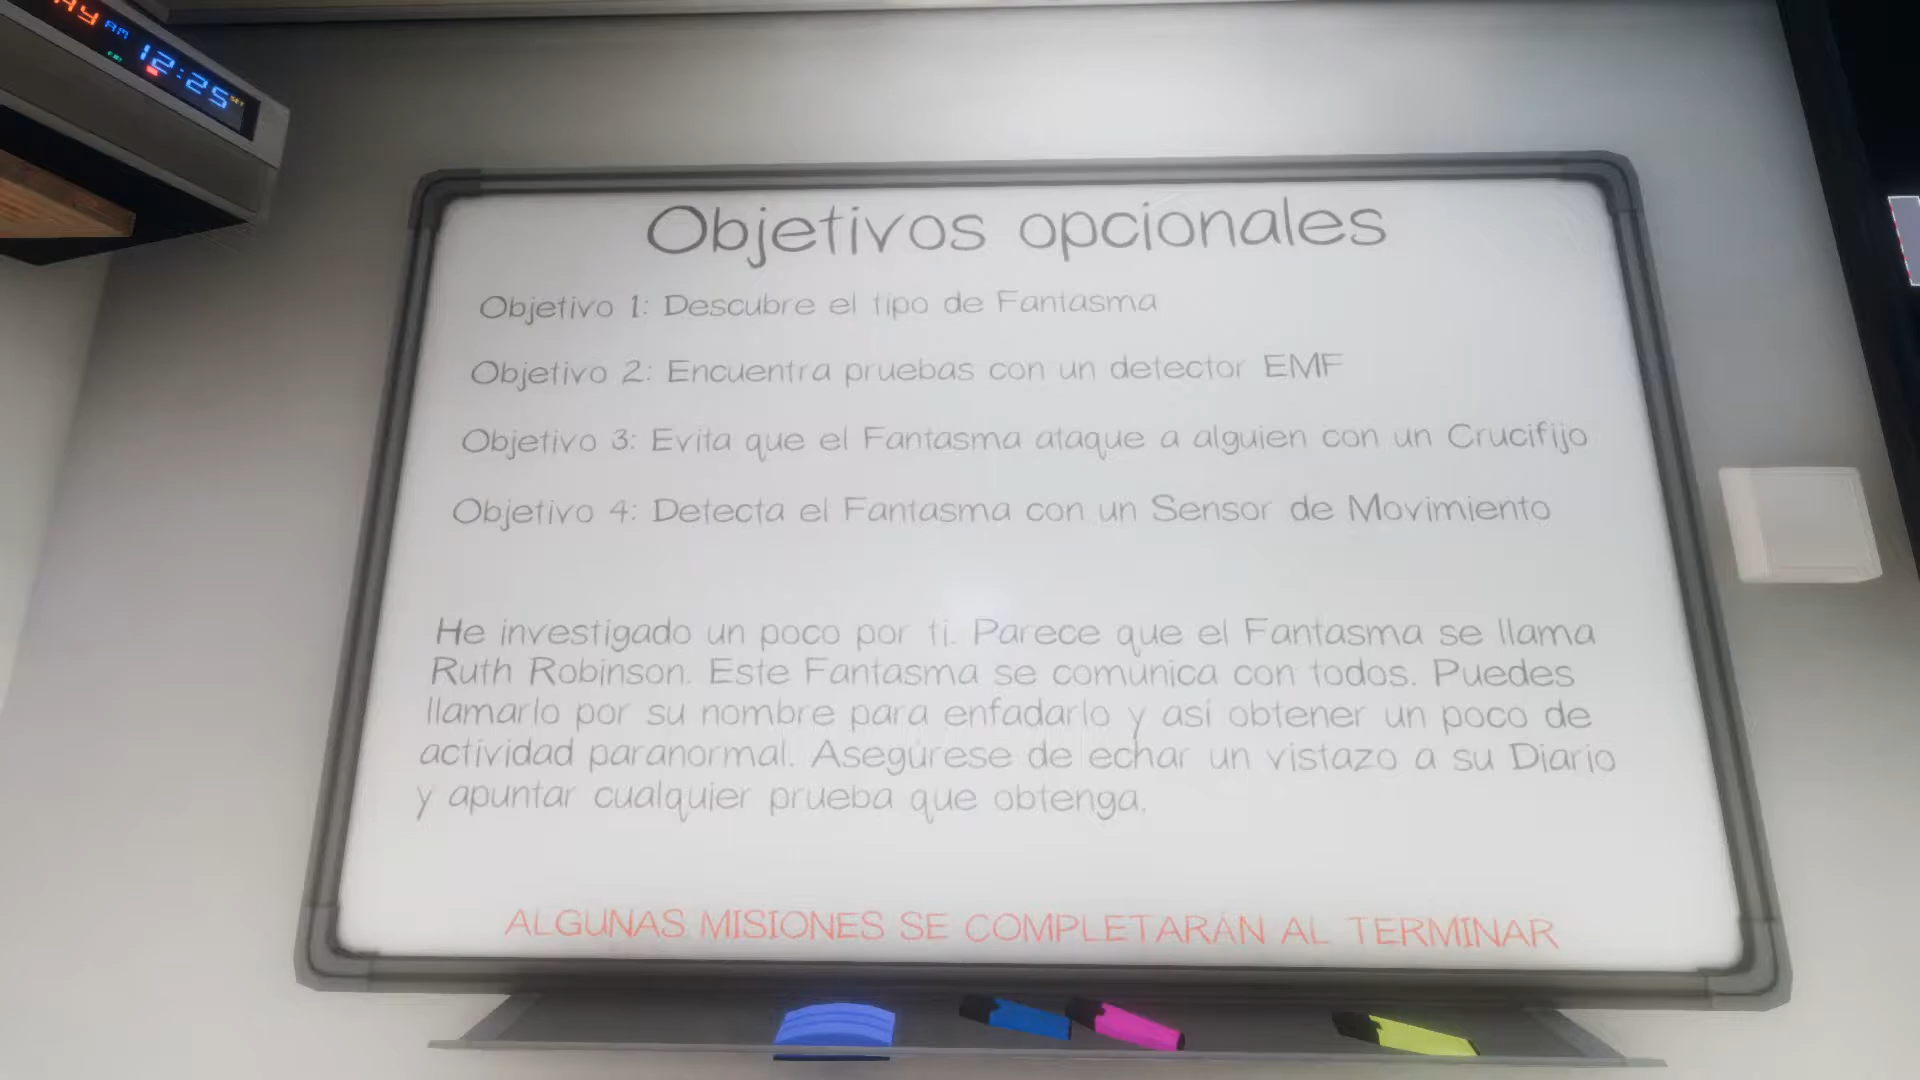 AM
12:25
SET
Objetivos opcionales
Objetivo 1: Descubre el tipo de Fantasma
Objetivo 2: Encuentra pruebas con un detector EMF
Objetivo 3: Evita que el Fantasma ataque a alguien con un Crucifijo
Objetivo 4: Detecta el Fantasma con un Sensor de Movimiento
He investigado un poco por ti. Parece que el Fantasma se llama
Ruth Robinson. Este Fantasma se comunica con todos. Puedes
llamarlo por su nombre para enfadarlo y así obtener un poco de
actividad paranormal. Asegúrese de echar un vistazo a su Diario
y apuntar cualquier prueba que obtenga.
ALGUNAS MISIONES SE COMPLETARÁN AL TERMINAR